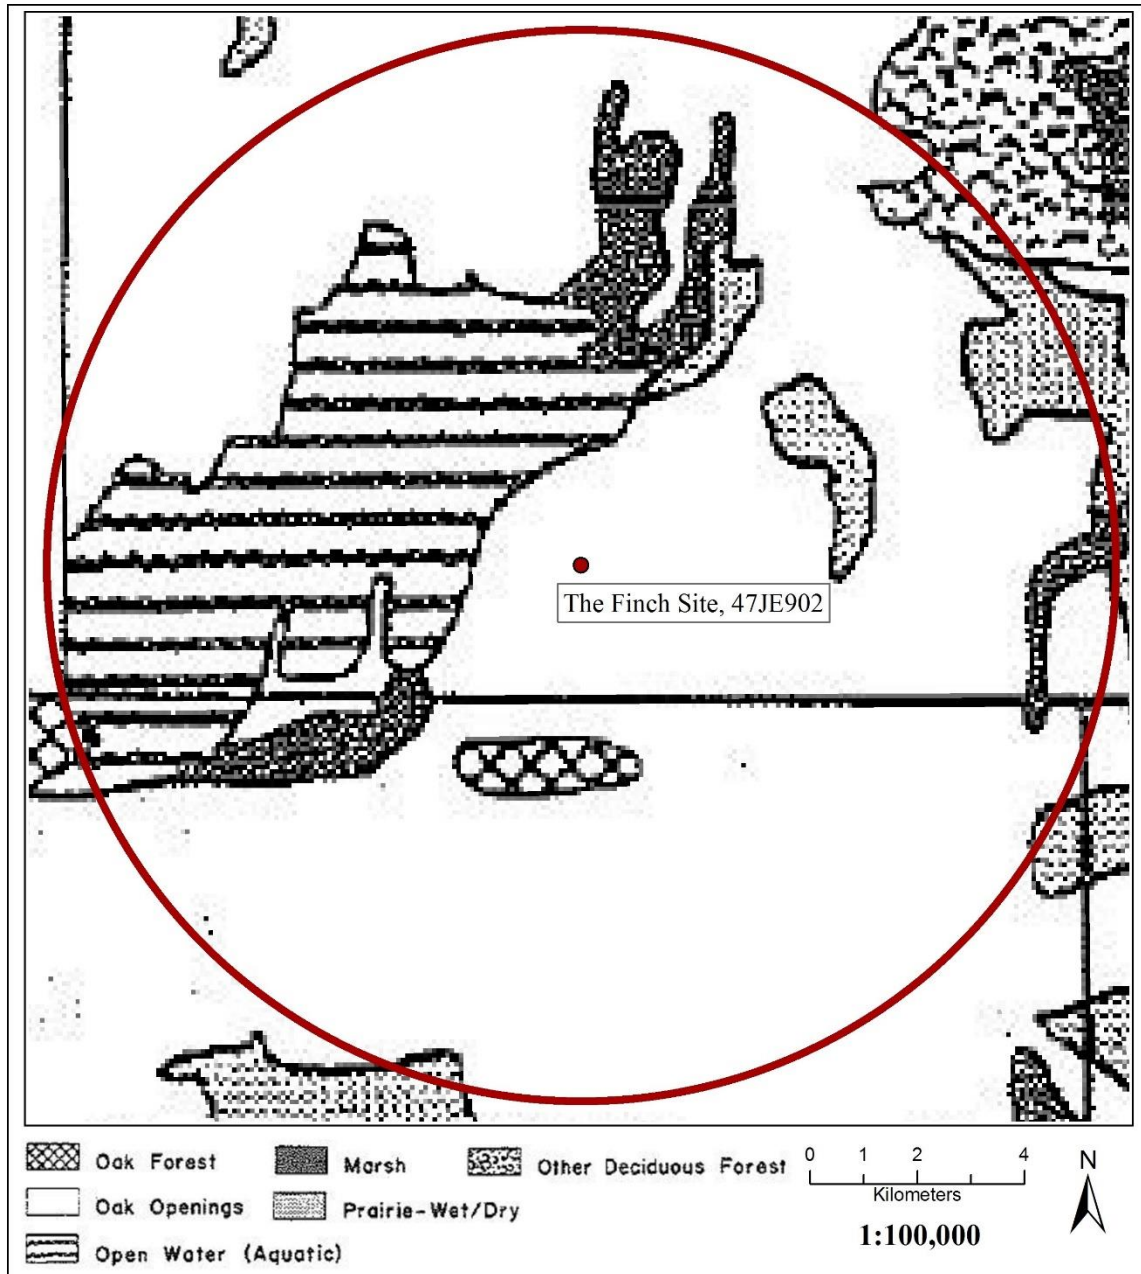 The Finch Site, 47JE902
Oak Forest
Marsh
Other Deciduous Forest
Oak Openings
Prairie-Wet/Dry
Open Water (Aquatic)
0 1 2 4
Kilometers
1:100,000
N